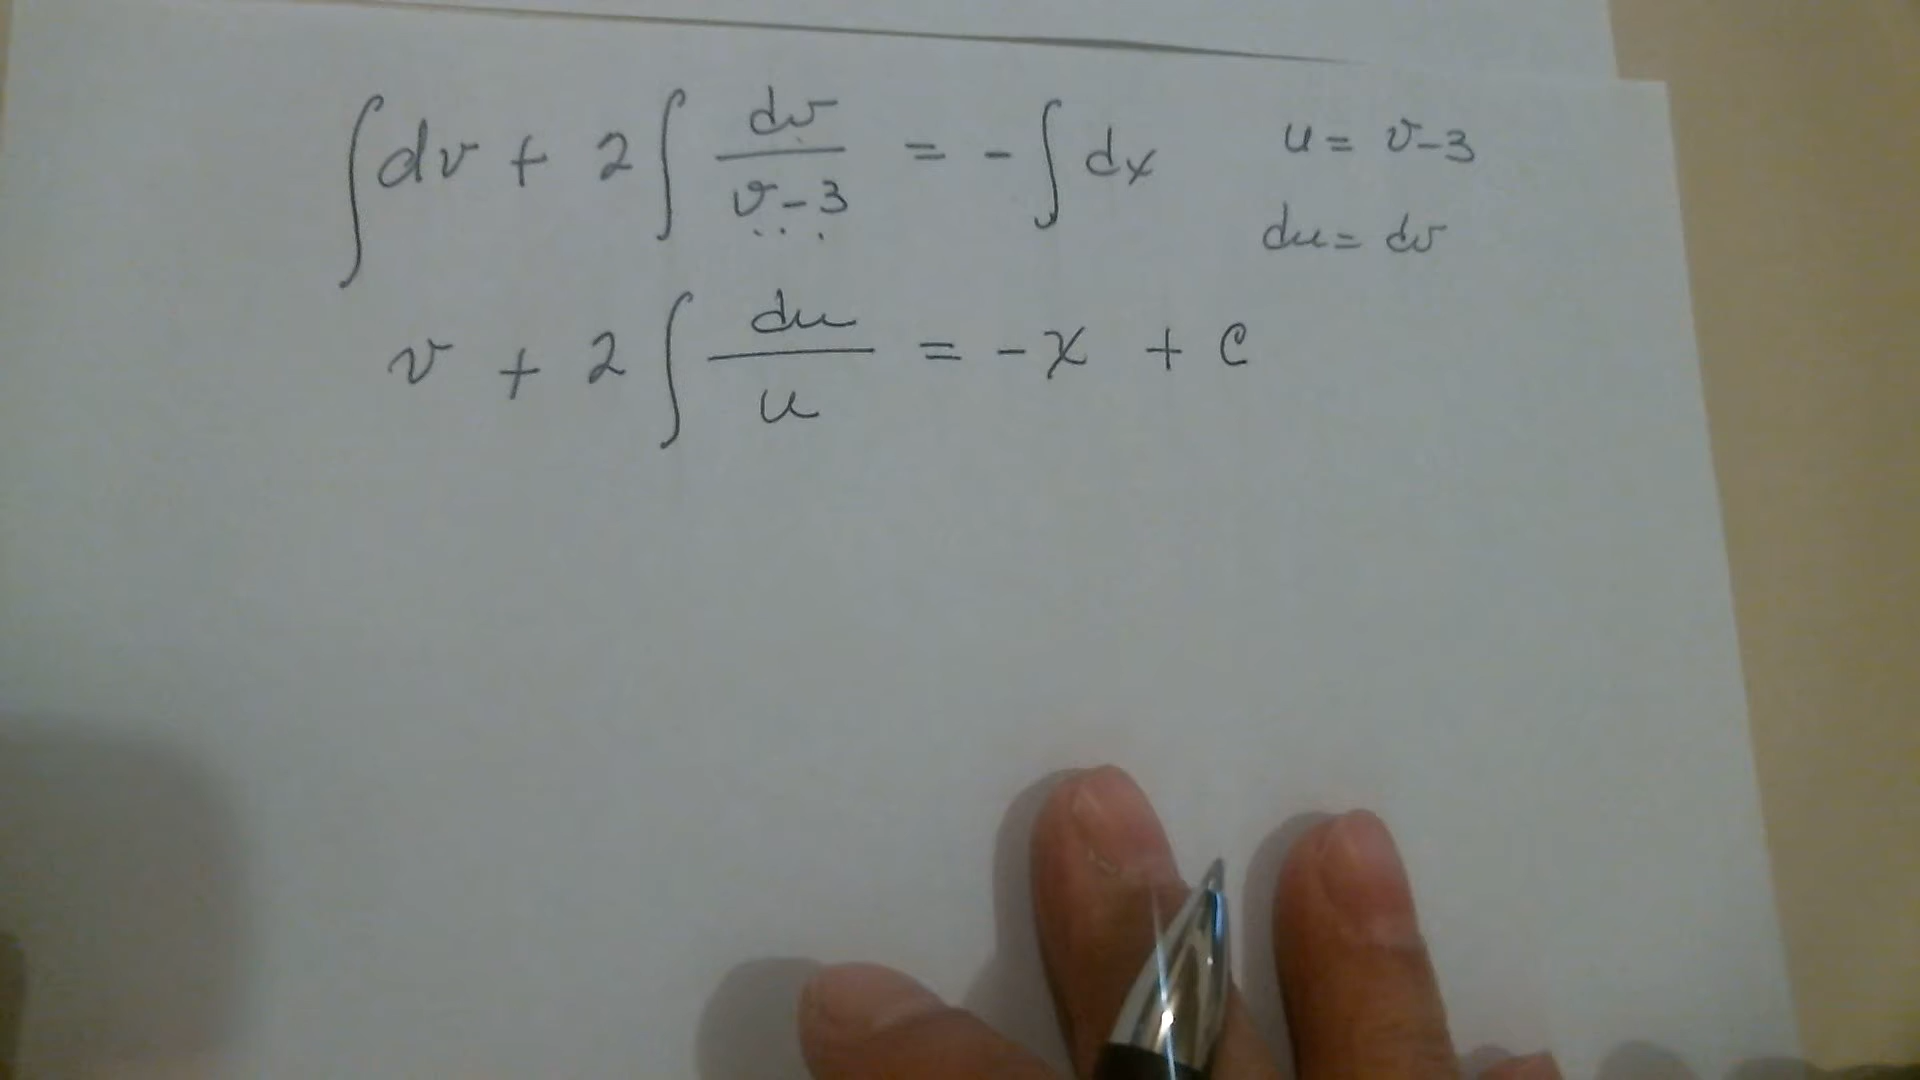 ∫dv + 2∫ dv/(v-3) = -∫dx
u = v-3
du = dv
v + 2∫ du/u = -x + c